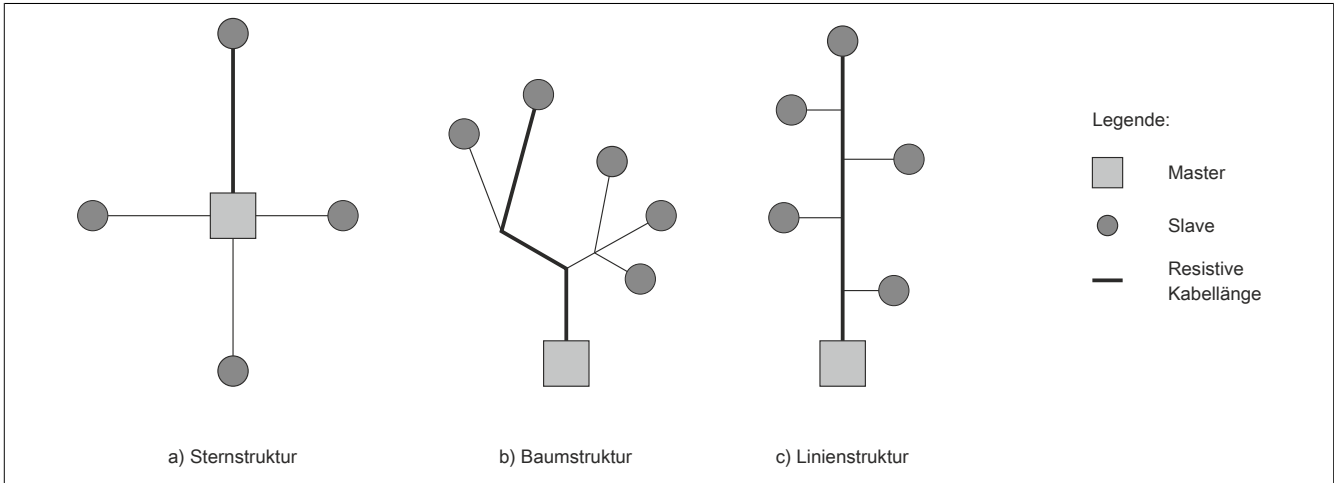 Legende:
Master
Slave
Resistive
Kabellänge
a) Sternstruktur
b) Baumstruktur
c) Linienstruktur